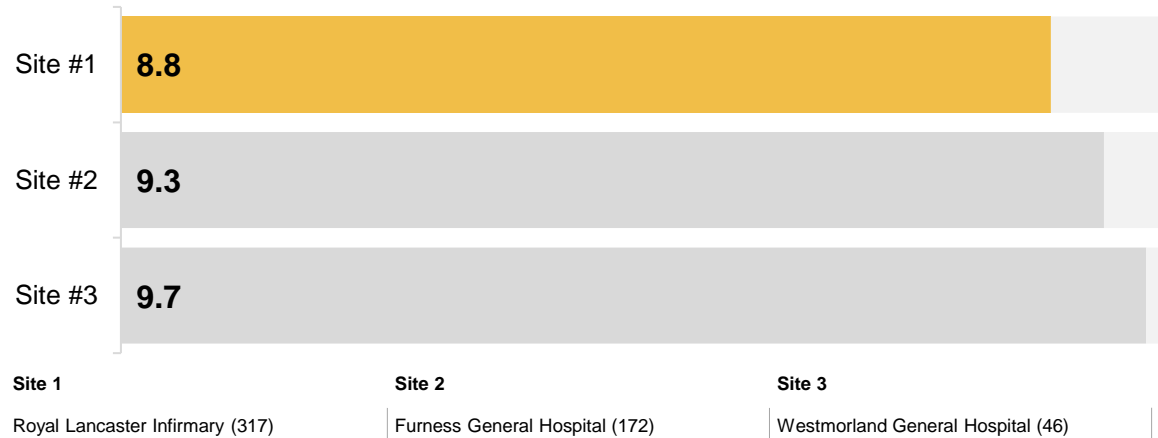 Site #1 8.8
Site #2 9.3
Site #3 9.7
Site 1 Site 2 Site 3
Royal Lancaster Infirmary (317) Furness General Hospital (172) Westmorland General Hospital (46)